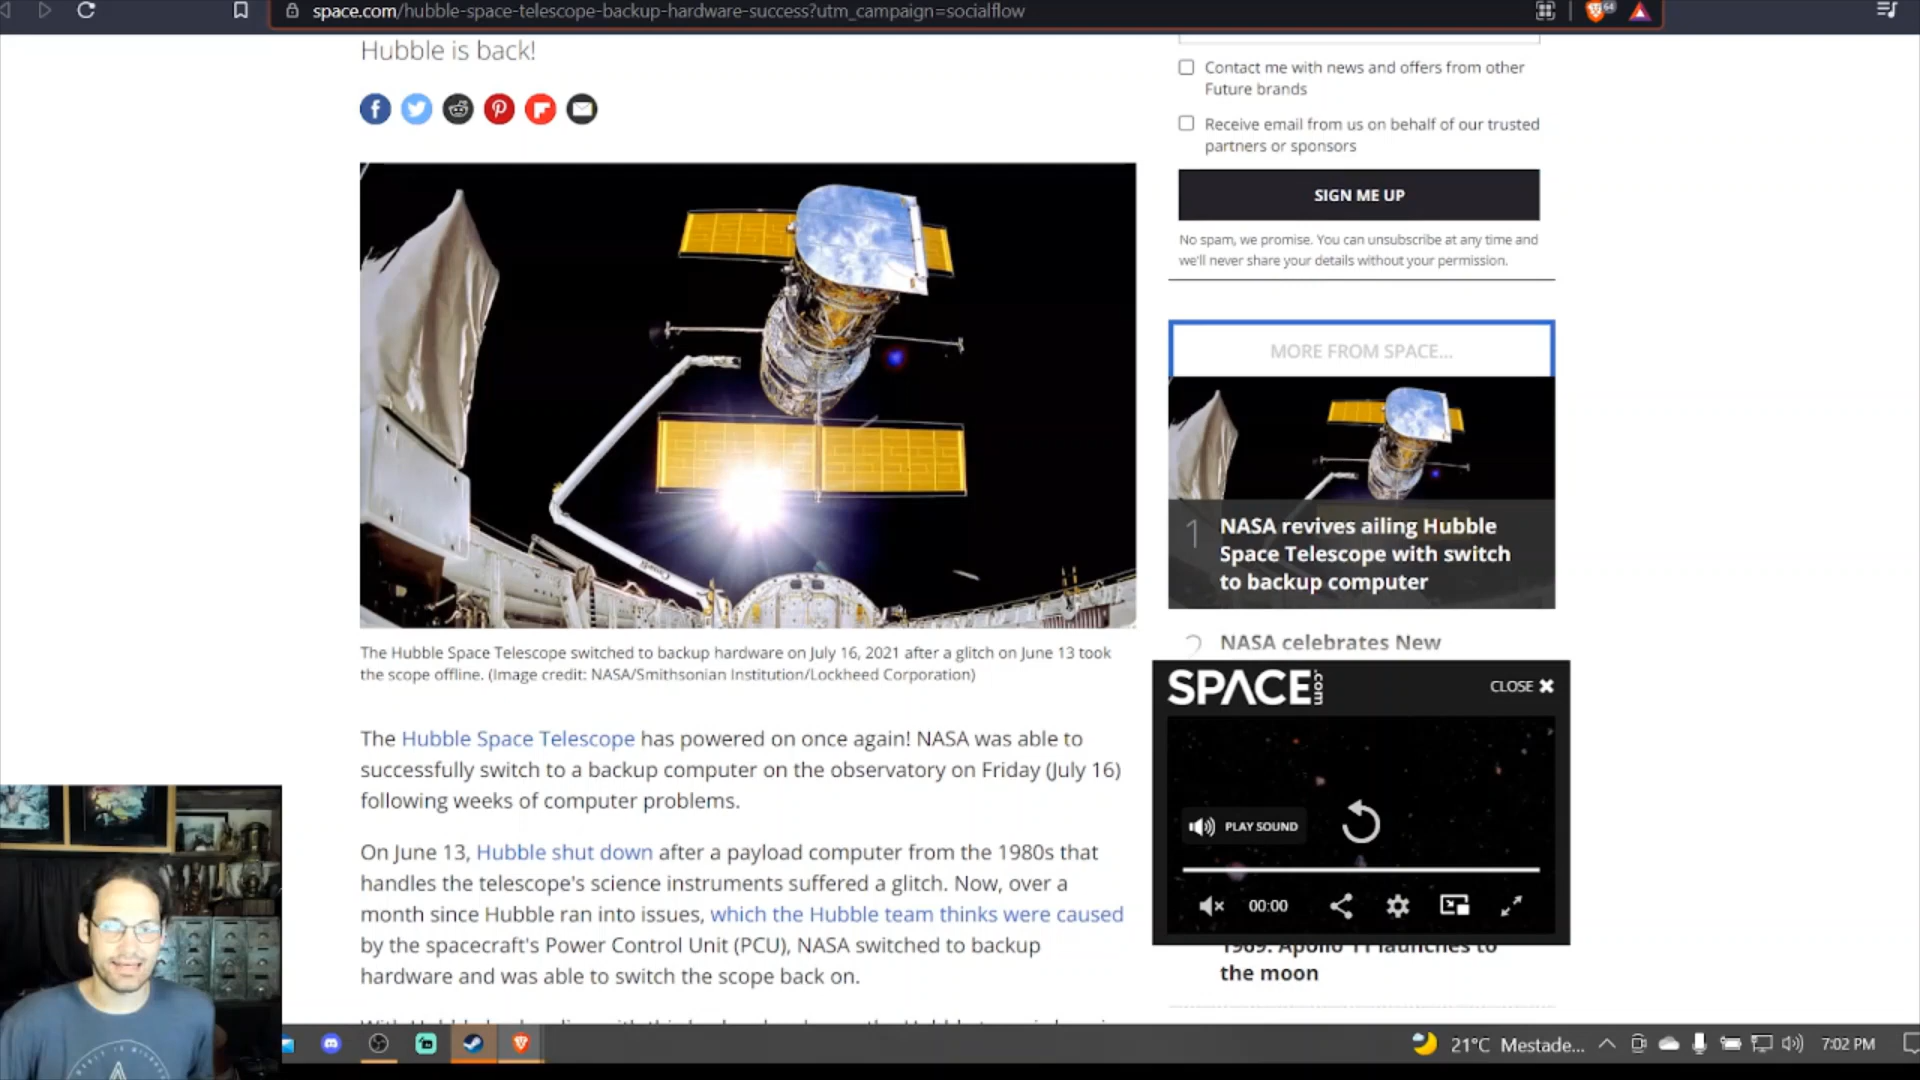 space.com/hubble-space-telescope-backup-hardware-success?utm_campaign=socialflow
64
Hubble is back!
The Hubble Space Telescope switched to backup hardware on July 16, 2021 after a glitch on June 13 took
the scope offline. (Image credit: NASA/Smithsonian Institution/Lockheed Corporation)
The Hubble Space Telescope has powered on once again! NASA was able to
successfully switch to a backup computer on the observatory on Friday (July 16)
following weeks of computer problems.
On June 13, Hubble shut down after a payload computer from the 1980s that
handles the telescope's science instruments suffered a glitch. Now, over a
month since Hubble ran into issues, which the Hubble team thinks were caused
by the spacecraft's Power Control Unit (PCU), NASA switched to backup
hardware and was able to switch the scope back on.
Contact me with news and offers from other
Future brands
Receive email from us on behalf of our trusted
partners or sponsors
SIGN ME UP
No spam, we promise. You can unsubscribe at any time and
we'll never share your details without your permission.
MORE FROM SPACE...
1
NASA revives ailing Hubble
Space Telescope with switch
to backup computer
2
NASA celebrates New
SPACE.com
CLOSE
PLAY SOUND
00:00
1969: Apollo 11 launches to
the moon
21°C Mestade...
7:02 PM